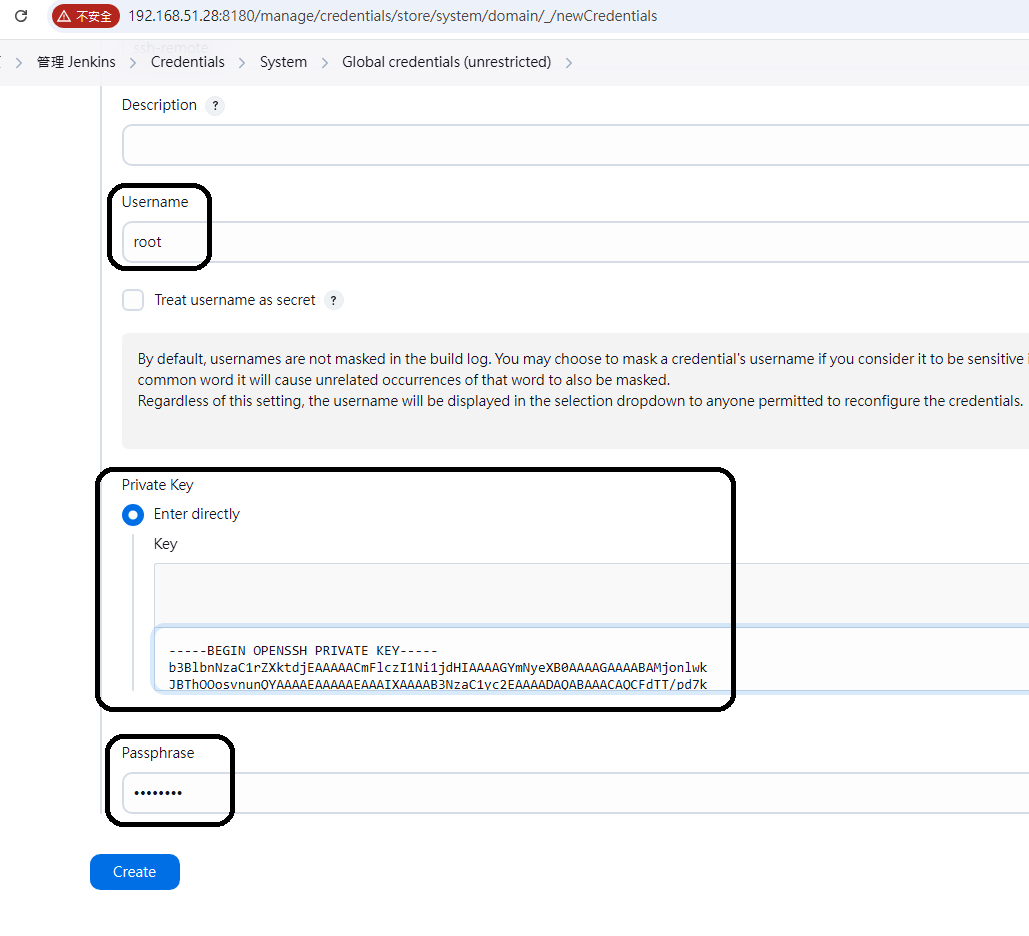 不安全 192.168.51.28:8180/manage/credentials/store/system/domain/_/newCredentials
ssh-remote
管理 Jenkins > Credentials > System > Global credentials (unrestricted) >
Description ?
Username
root
Treat username as secret ?
By default, usernames are not masked in the build log. You may choose to mask a credential's username if you consider it to be sensitive
common word it will cause unrelated occurrences of that word to also be masked.
Regardless of this setting, the username will be displayed in the selection dropdown to anyone permitted to reconfigure the credentials.
Private Key
Enter directly
Key
-----BEGIN OPENSSH PRIVATE KEY-----
b3BlbnNzaC1rZXktdjEAAAAACmFlczI1Ni1jdHIAAAAGYmNyeXB0AAAAGAAAABAMjonlwk
JBThOOosvnunQYAAAAEAAAAAEAAAIXAAAAB3NzaC1yc2EAAAADAQABAAACAQCFdTT/pd7k
Passphrase
••••••••
Create